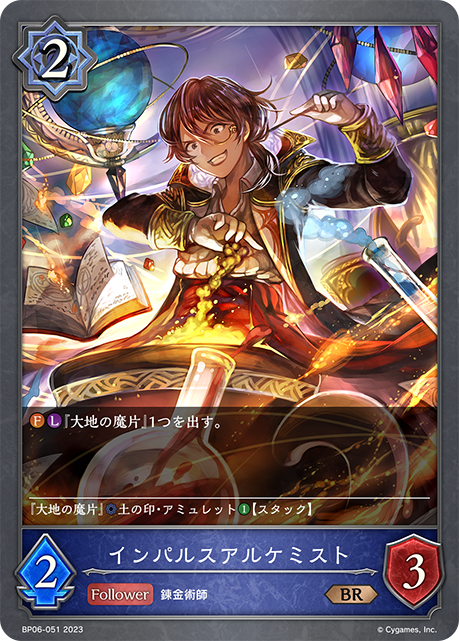 2
F L 『大地の魔片』1つを出す。
『大地の魔片』土の印・アミュレット1【スタック】
インパルスアルケミスト
2
Follower 錬金術師 BR
3
BP06-051 2023
© Cygames, Inc.